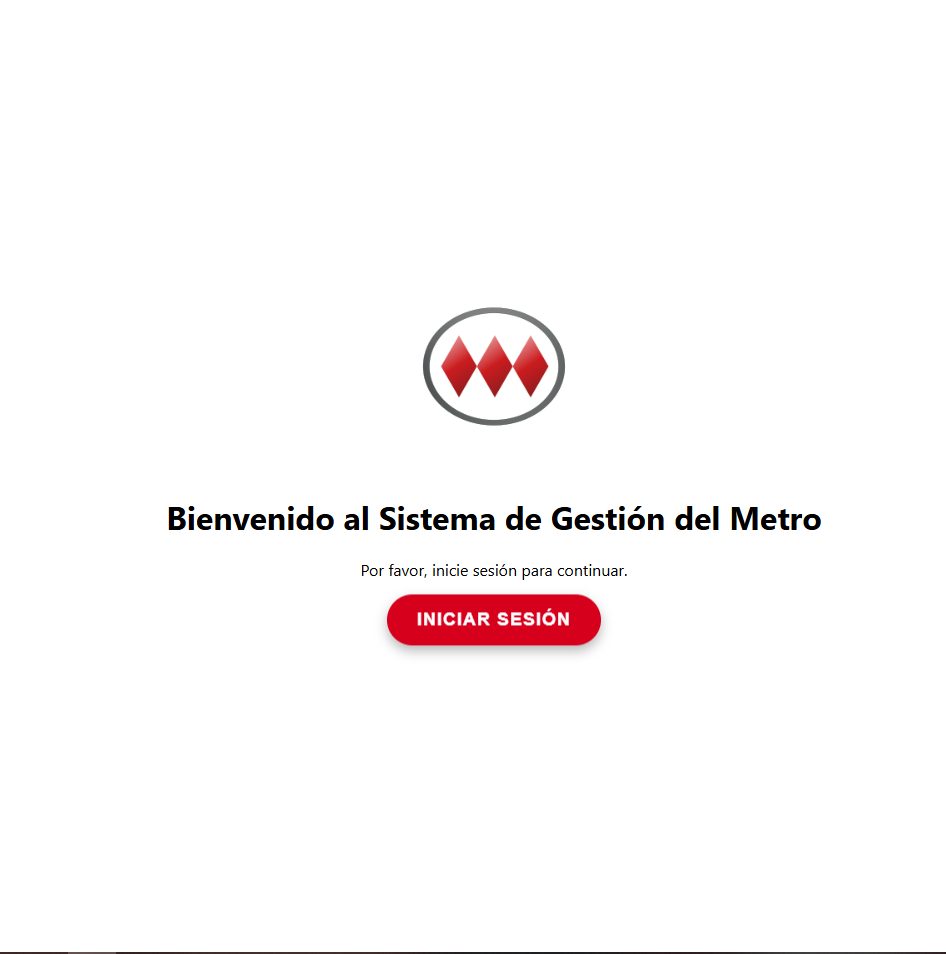 Bienvenido al Sistema de Gestión del Metro
Por favor, inicie sesión para continuar.
INICIAR SESIÓN